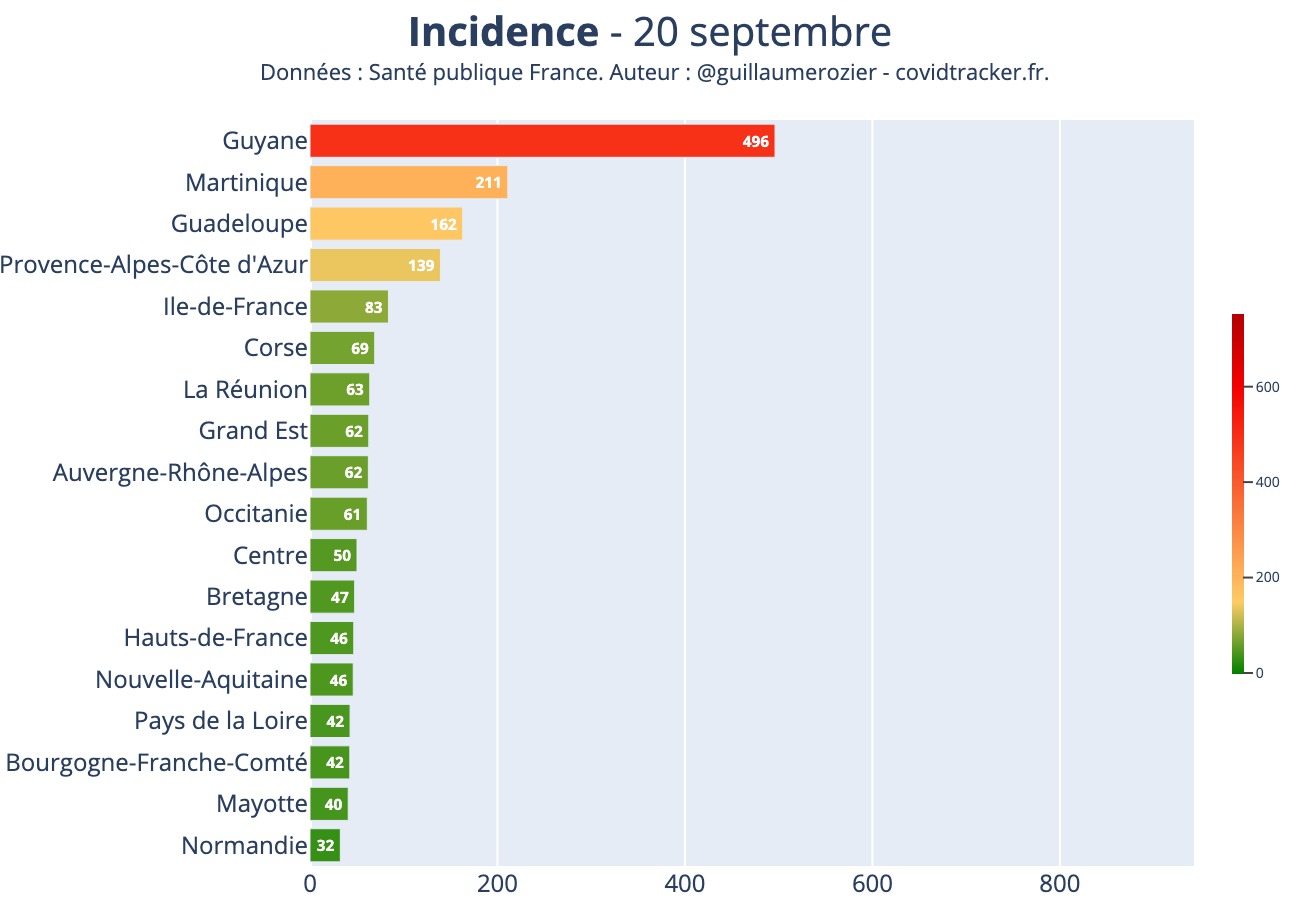 Incidence - 20 septembre
Données : Santé publique France. Auteur : @guillaumerozier - covidtracker.fr.
Guyane 496
Martinique 211
Guadeloupe 162
Provence-Alpes-Côte d'Azur 139
Ile-de-France 83
Corse 69
La Réunion 63
Grand Est 62
Auvergne-Rhône-Alpes 62
Occitanie 61
Centre 50
Bretagne 47
Hauts-de-France 46
Nouvelle-Aquitaine 46
Pays de la Loire 42
Bourgogne-Franche-Comté 42
Mayotte 40
Normandie 32
0 200 400 600 800
600
400
200
0